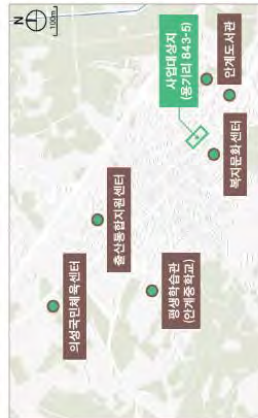 N
100m
의성국민체육센터
출산통합지원센터
평생학습관
(안계중학교)
사업대상지
(용기리 843-5)
복지문화센터
안계도서관